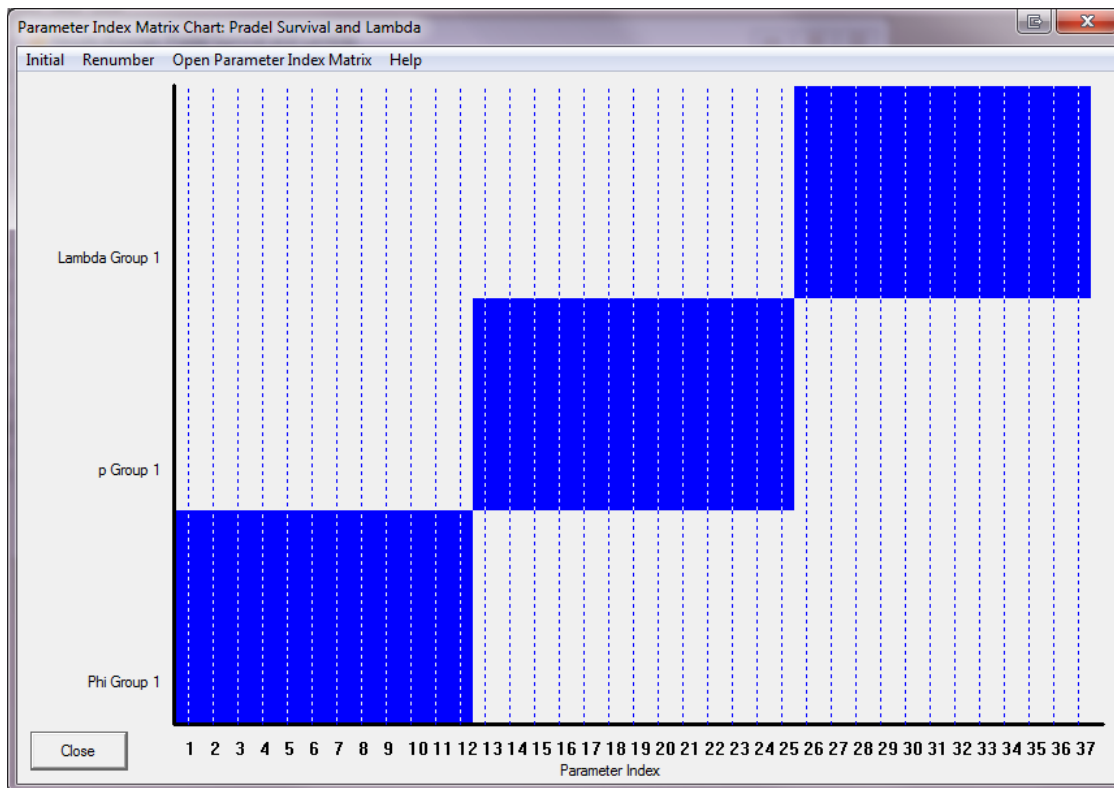 Parameter Index Matrix Chart: Pradel Survival and Lambda
Initial Renumber Open Parameter Index Matrix Help
Lambda Group 1
p Group 1
Phi Group 1
Close
1 2 3 4 5 6 7 8 9 10 11 12 13 14 15 16 17 18 19 20 21 22 23 24 25 26 27 28 29 30 31 32 33 34 35 36 37
Parameter Index